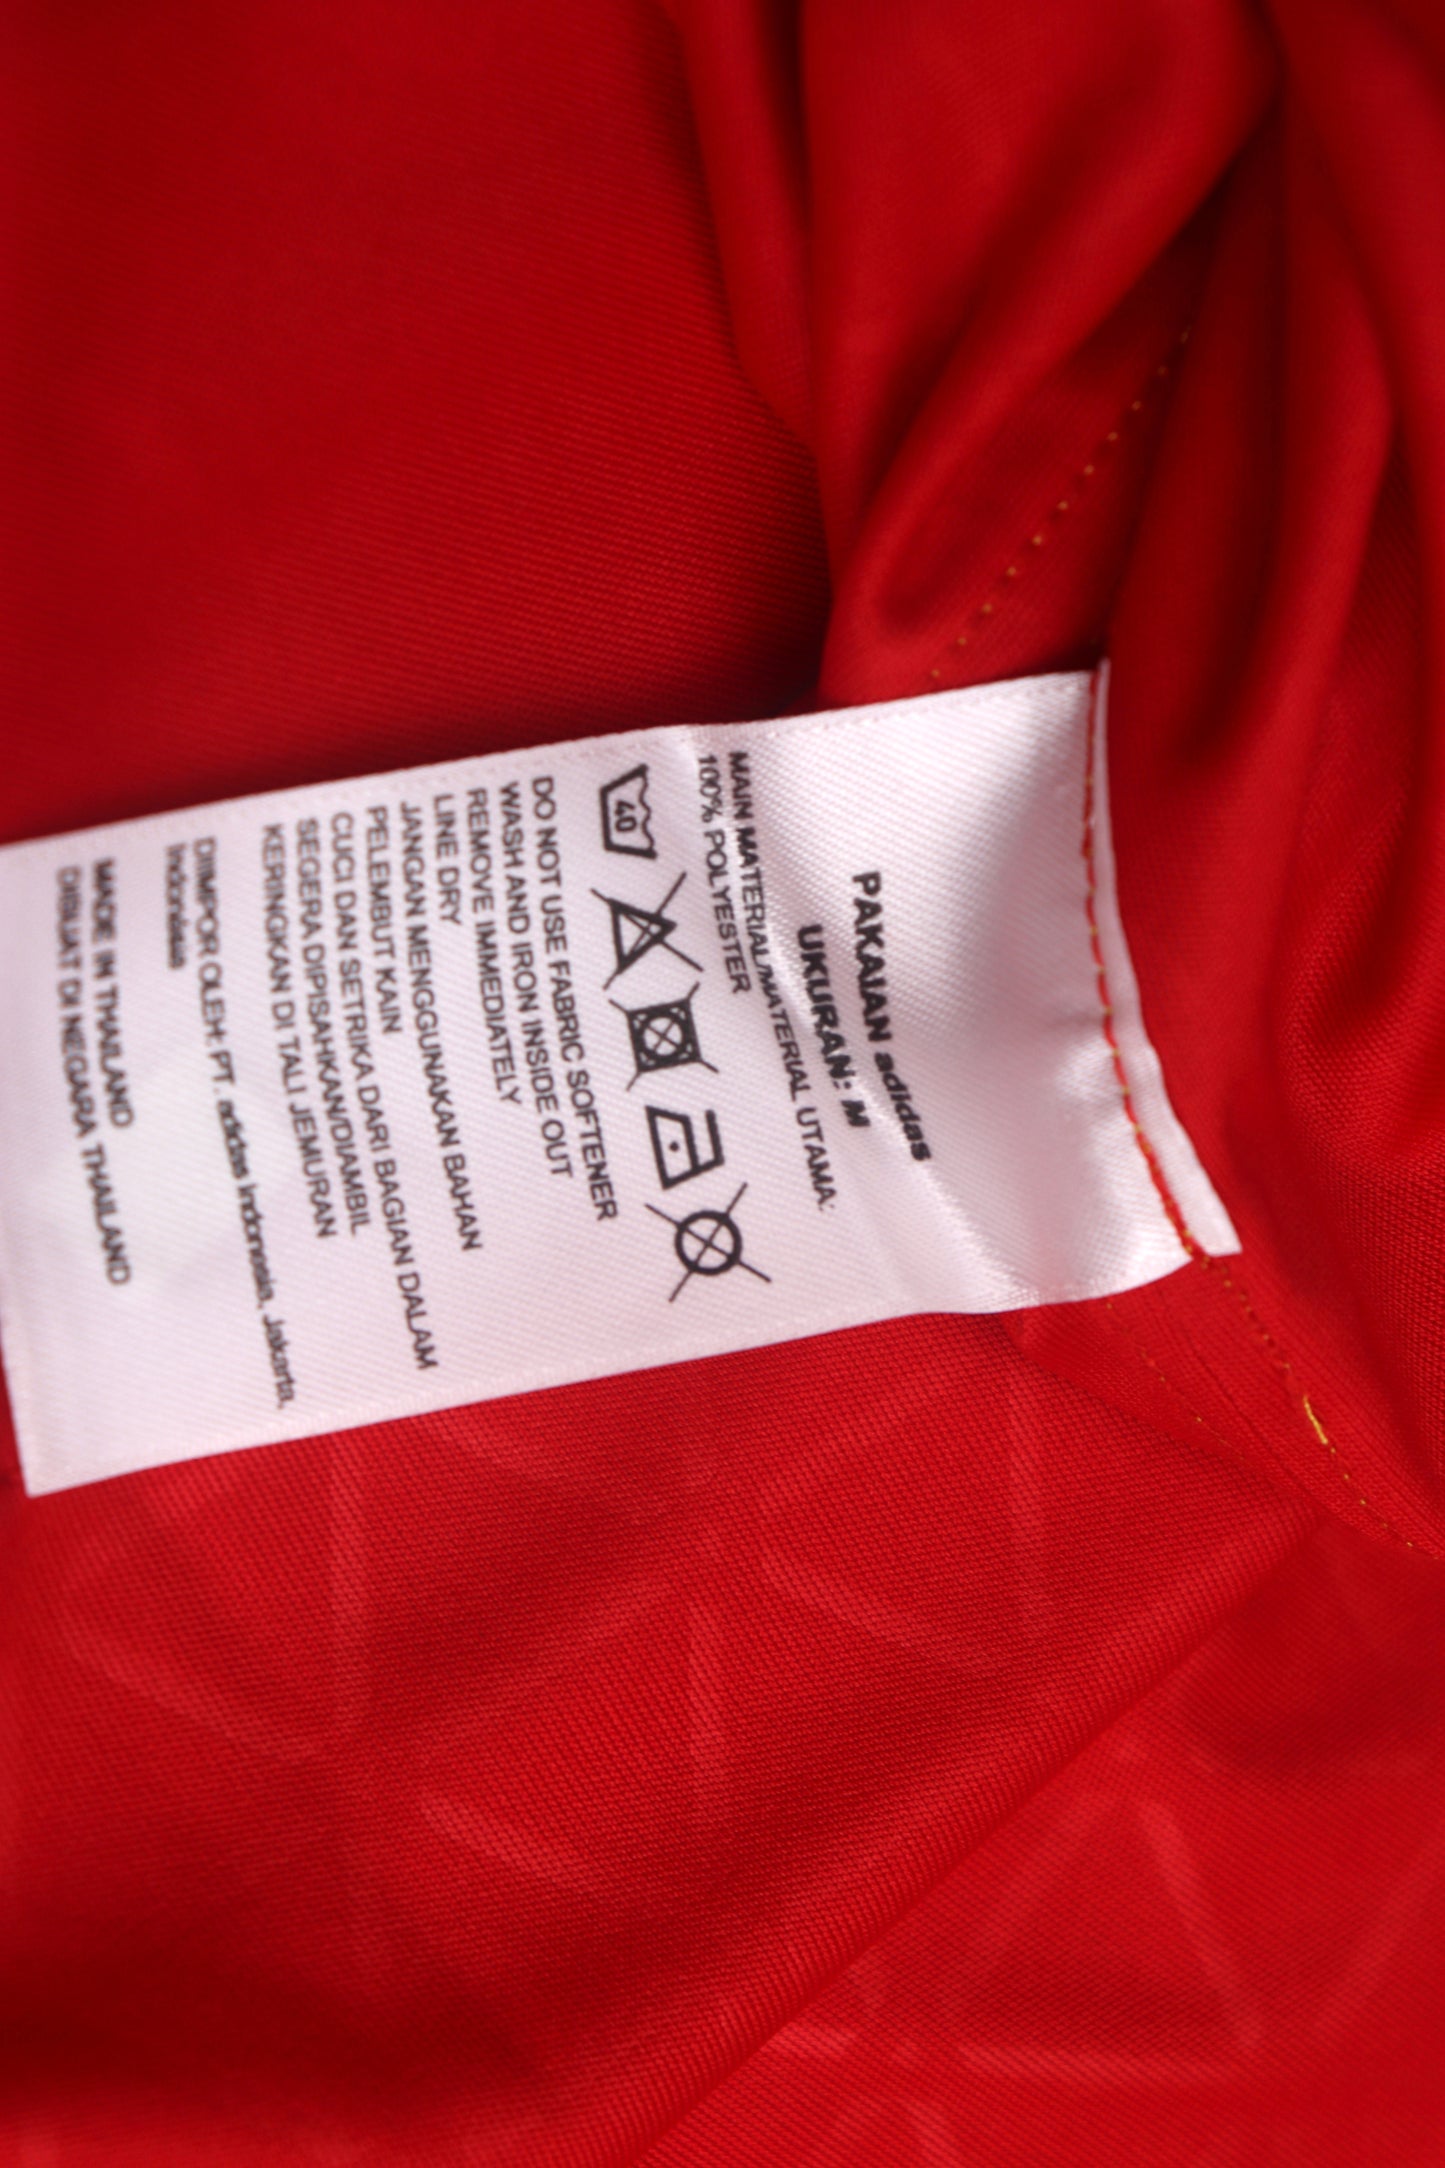 PAKAIAN adidas
UKURAN: M
MAIN MATERIAL/MATERIAL UTAMA:
100% POLYESTER
40
DO NOT USE FABRIC SOFTENER
WASH AND IRON INSIDE OUT
REMOVE IMMEDIATELY
LINE DRY
JANGAN MENGGUNAKAN BAHAN
PELEMBUT KAIN
CUCI DAN SETRIKA DARI BAGIAN DALAM
SEGERA DIPISAHKAN/DIAMBIL
KERINGKAN DI TALI JEMURAN
DIIMPOR OLEH: PT. adidas Indonesia, Jakarta,
Indonesia
MADE IN THAILAND
DIBUAT DI NEGARA THAILAND